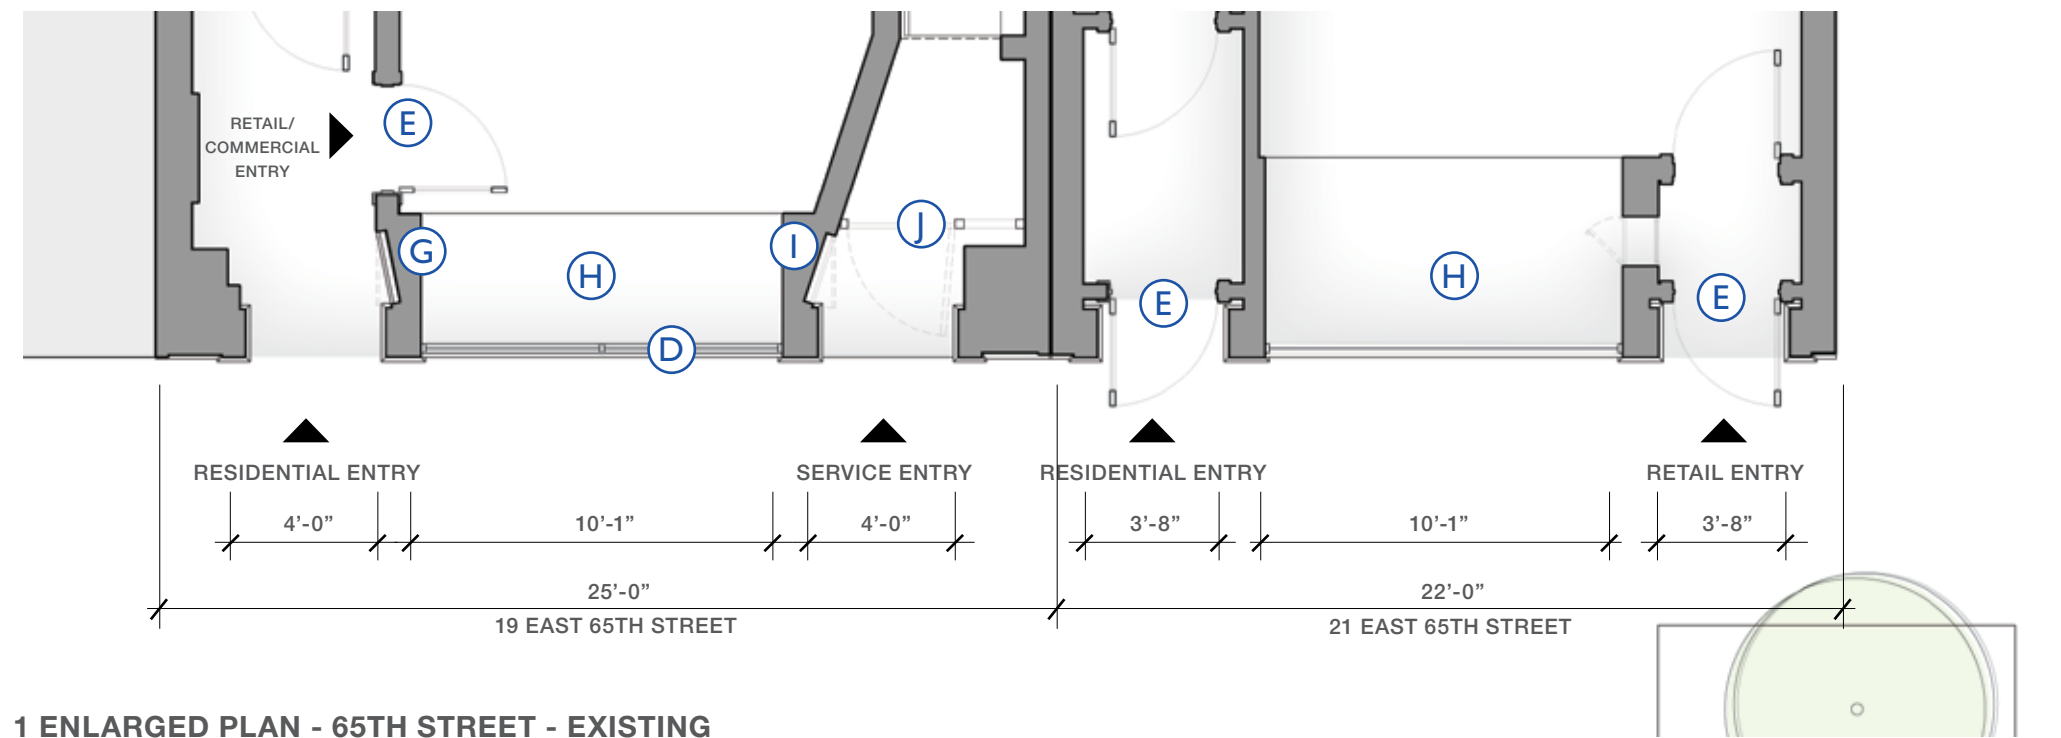 RETAIL/
COMMERCIAL
ENTRY
E
G
H
I
J
D
E
H
E
RESIDENTIAL ENTRY
SERVICE ENTRY
RESIDENTIAL ENTRY
RETAIL ENTRY
4’-0”
10’-1”
4’-0”
3’-8”
10’-1”
3’-8”
25’-0”
22’-0”
19 EAST 65TH STREET
21 EAST 65TH STREET
1 ENLARGED PLAN - 65TH STREET - EXISTING